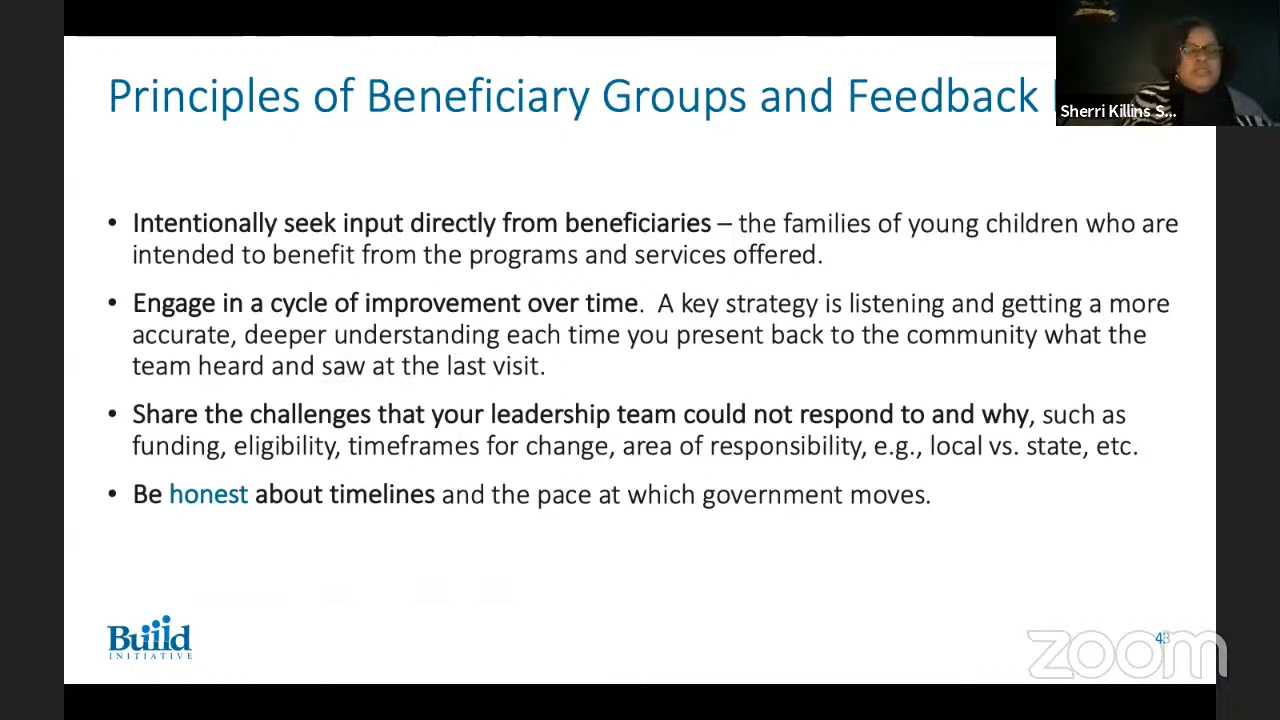 Principles of Beneficiary Groups and Feedback
Sherri Killins S...
• Intentionally seek input directly from beneficiaries – the families of young children who are
intended to benefit from the programs and services offered.
• Engage in a cycle of improvement over time.  A key strategy is listening and getting a more
accurate, deeper understanding each time you present back to the community what the
team heard and saw at the last visit.
• Share the challenges that your leadership team could not respond to and why, such as
funding, eligibility, timeframes for change, area of responsibility, e.g., local vs. state, etc.
• Be honest about timelines and the pace at which government moves.
Build
INITIATIVE
43
zoom